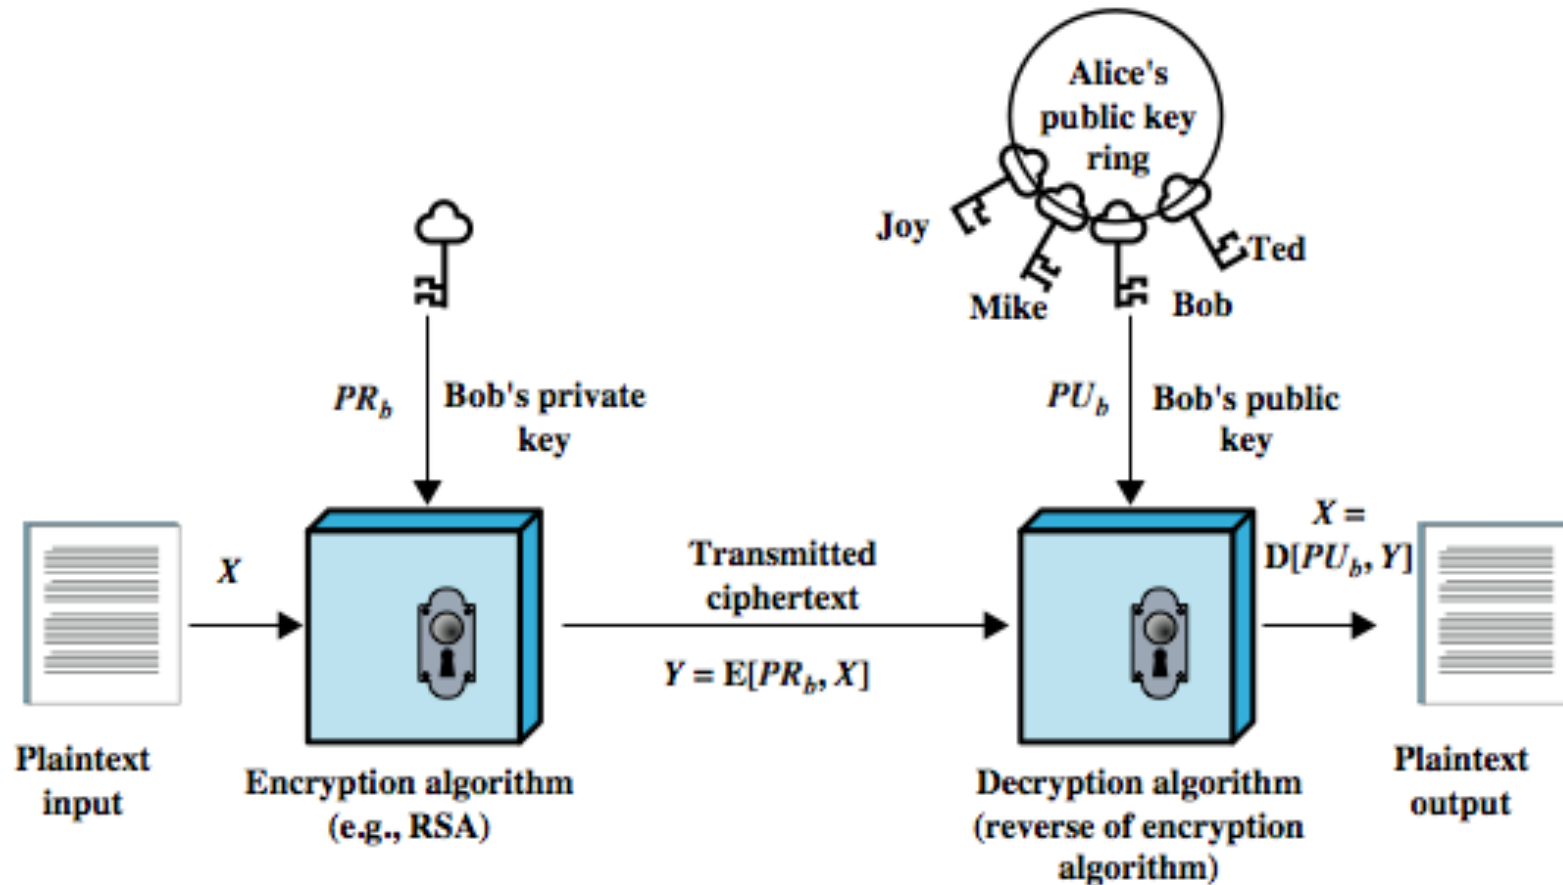 Alice's
public key
ring
Joy
Mike
Bob
Ted
PR_b
Bob's private
key
PU_b
Bob's public
key
X
Transmitted
ciphertext
Y = E[PR_b, X]
X =
D[PU_b, Y]
Plaintext
input
Encryption algorithm
(e.g., RSA)
Decryption algorithm
(reverse of encryption
algorithm)
Plaintext
output